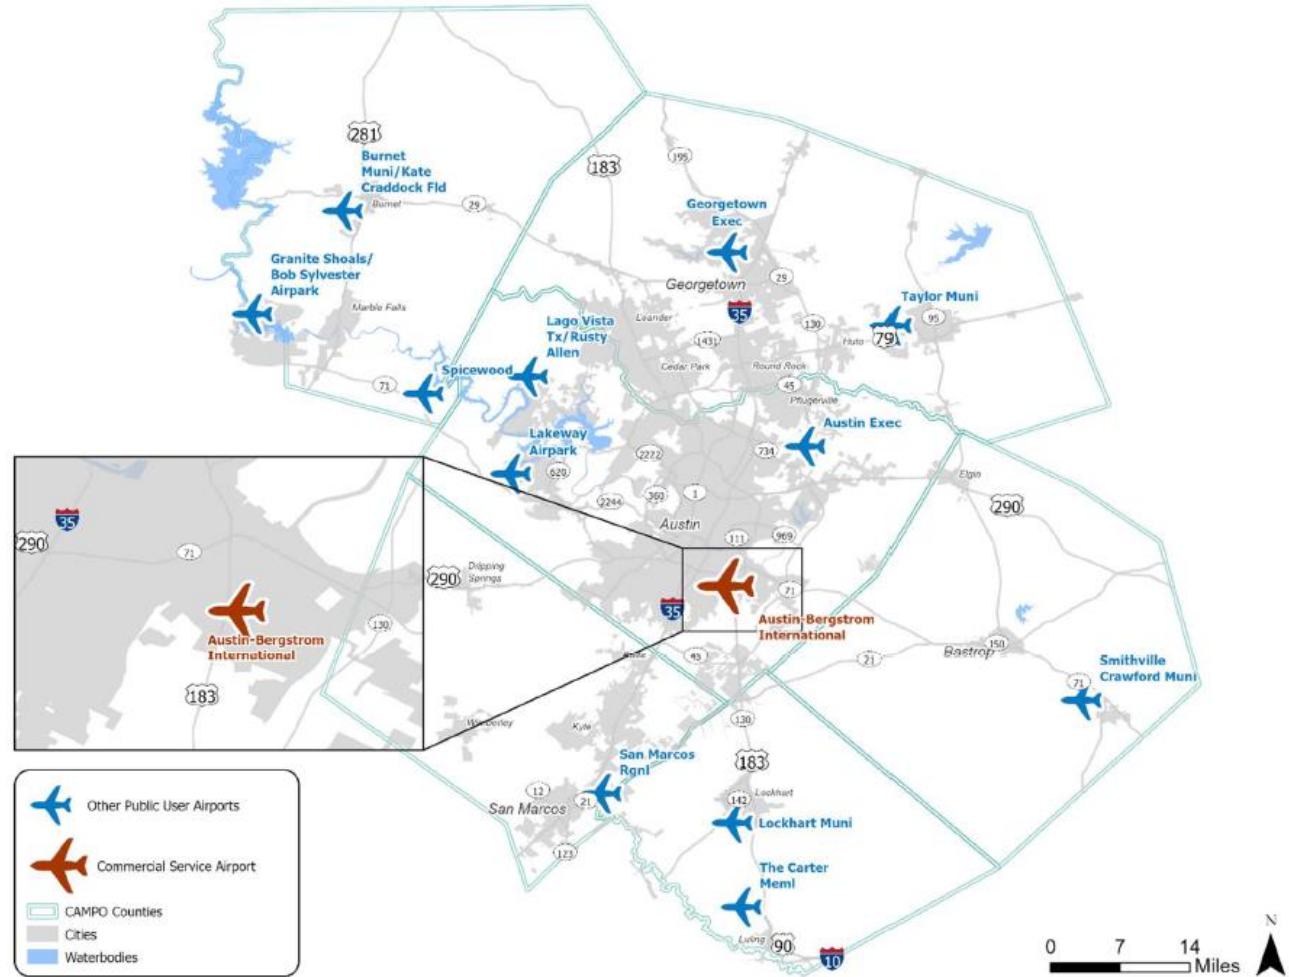 281
Burnet
Muni/Kate
Craddock Fld
Burnet
29
183
195
Georgetown
Exec
Georgetown
29
35
Granite Shoals/
Bob Sylvester
Airpark
Marble Falls
Lago Vista
Tx/Rusty
Allen
Leander
1431
130
Taylor Muni
95
79
Hutto
Cedar Park
Round Rock
45
Pflugerville
71
Spicewood
Austin Exec
734
Lakeway
Airpark
620
2222
2244
360
1
Austin
Elgin
290
111
969
35
71
Austin-Bergstrom
International
290
Dripping
Springs
35
290
71
130
Austin-Bergstrom
International
183
45
21
Bastrop
150
Smithville
Crawford Muni
71
Wimberley
Kyle
130
San Marcos
Rgnl
183
12
21
San Marcos
142
Lockhart
Lockhart Muni
123
The Carter
Meml
Luling
90
10
Other Public User Airports
Commercial Service Airport
CAMPO Counties
Cities
Waterbodies
0 7 14
Miles
N